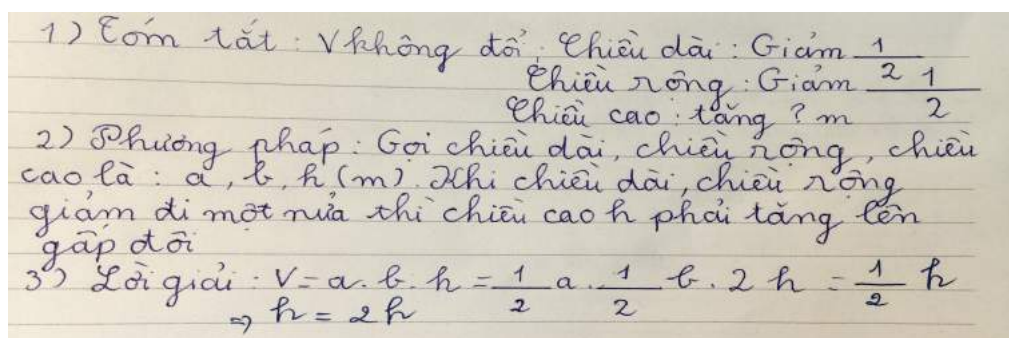 1) Tóm tắt : V không đổi. Chiều dài : Giảm 1/2
Chiều rộng : Giảm 1/2
Chiều cao : tăng ? m
2) Phương pháp : Gọi chiều dài, chiều rộng, chiều
cao là : a, b, h (m). Khi chiều dài, chiều rộng
giảm đi một nửa thì chiều cao h phải tăng lên
gấp đôi
3) Lời giải : V = a. b. h = 1/2 a. 1/2 b. 2 h = 1/2 h
⇒ h = 2 h